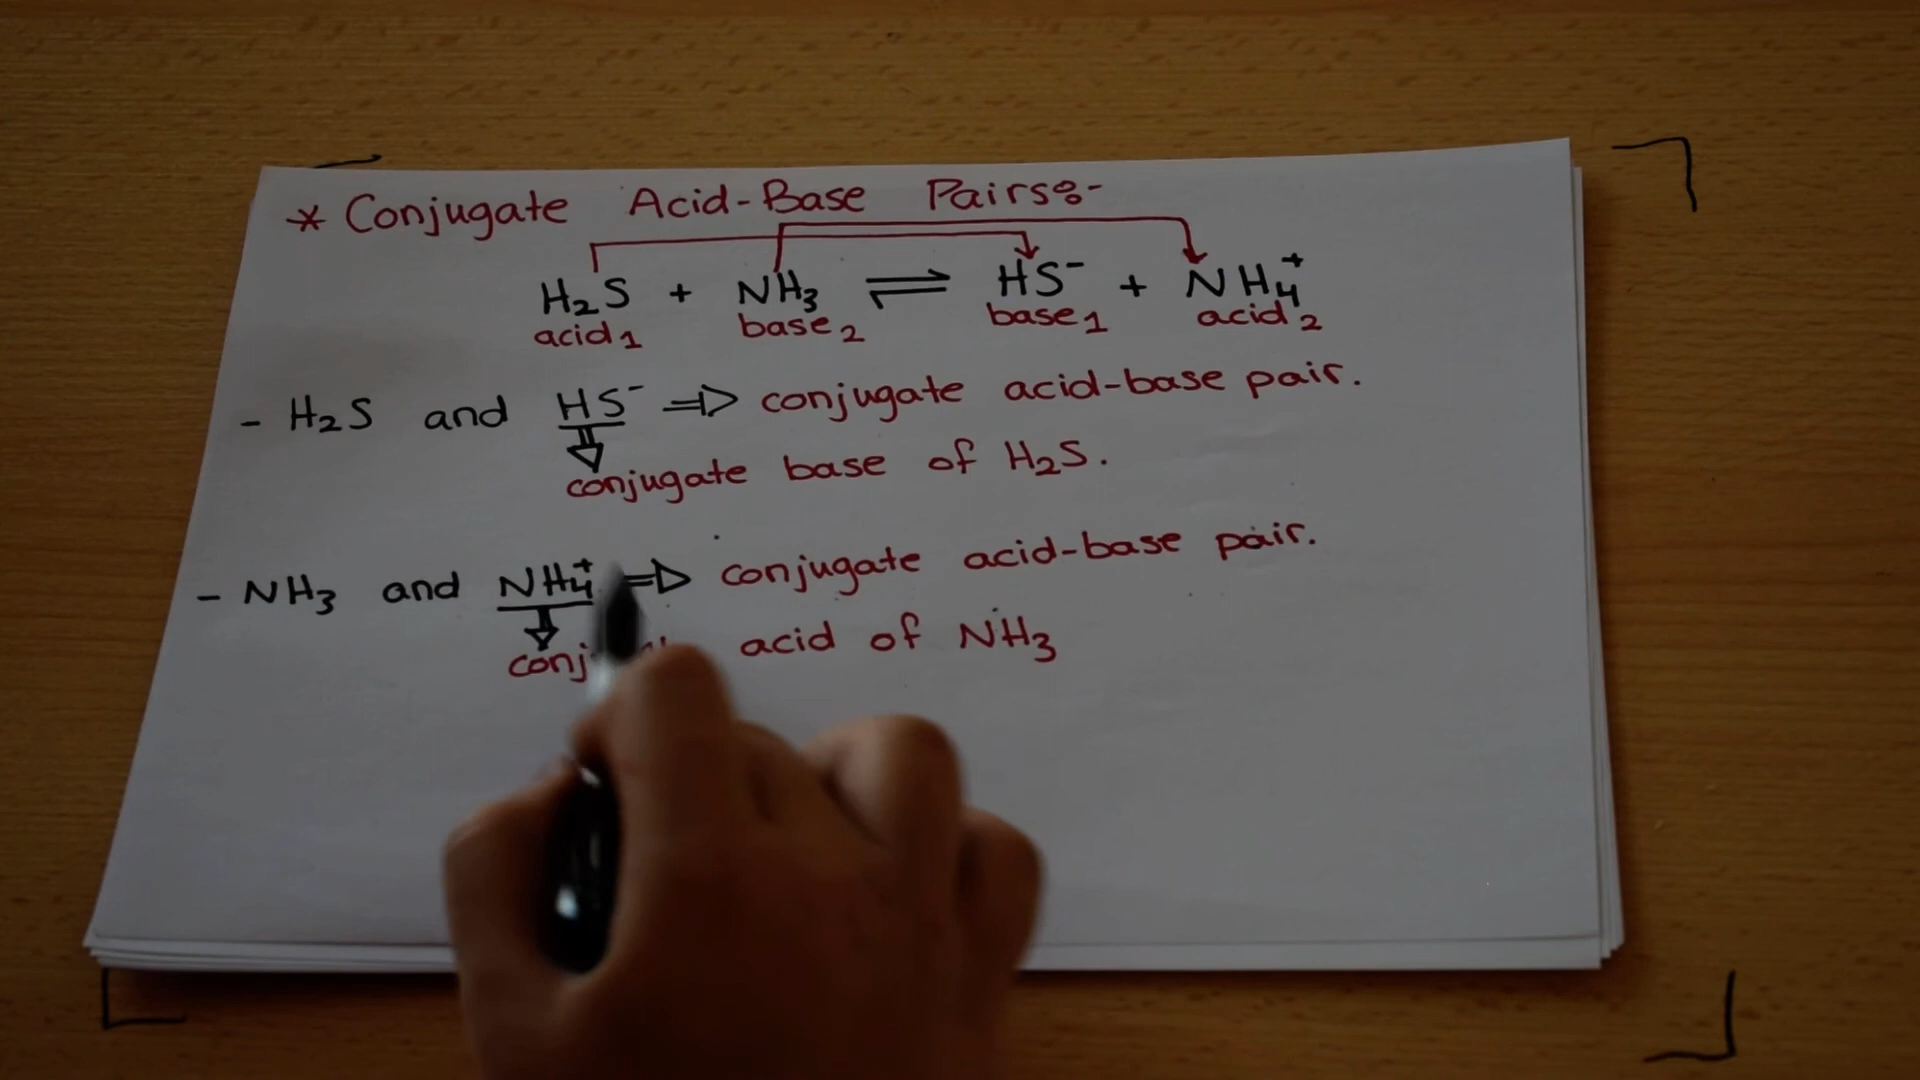 * Conjugate Acid-Base Pairs:-
H₂S + NH₃ ⇌ HS⁻ + NH₄⁺
acid₁ base₂ base₁ acid₂
- H₂S and HS⁻ ⇒ conjugate acid-base pair.
conjugate base of H₂S.
- NH₃ and NH₄⁺ ⇒ conjugate acid-base pair.
acid of NH₃